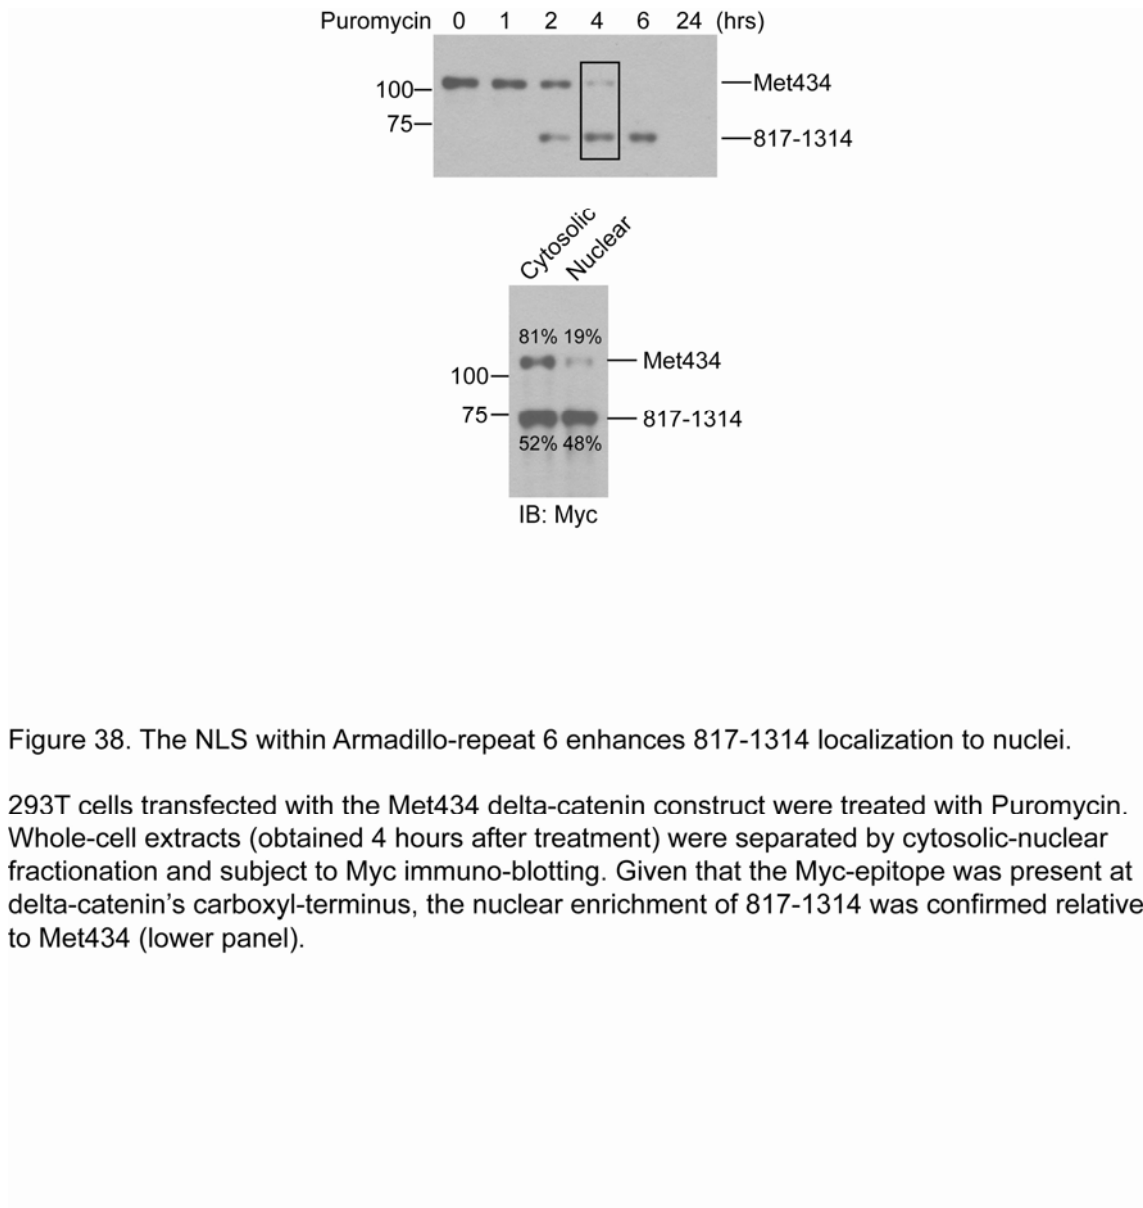 Puromycin 0 1 2 4 6 24 (hrs)
100 Met434
75 817-1314
Cytosolic Nuclear
81% 19%
Met434
100
75 817-1314
52% 48%
IB: Myc
Figure 38. The NLS within Armadillo-repeat 6 enhances 817-1314 localization to nuclei.
293T cells transfected with the Met434 delta-catenin construct were treated with Puromycin.
Whole-cell extracts (obtained 4 hours after treatment) were separated by cytosolic-nuclear
fractionation and subject to Myc immuno-blotting. Given that the Myc-epitope was present at
delta-catenin's carboxyl-terminus, the nuclear enrichment of 817-1314 was confirmed relative
to Met434 (lower panel).